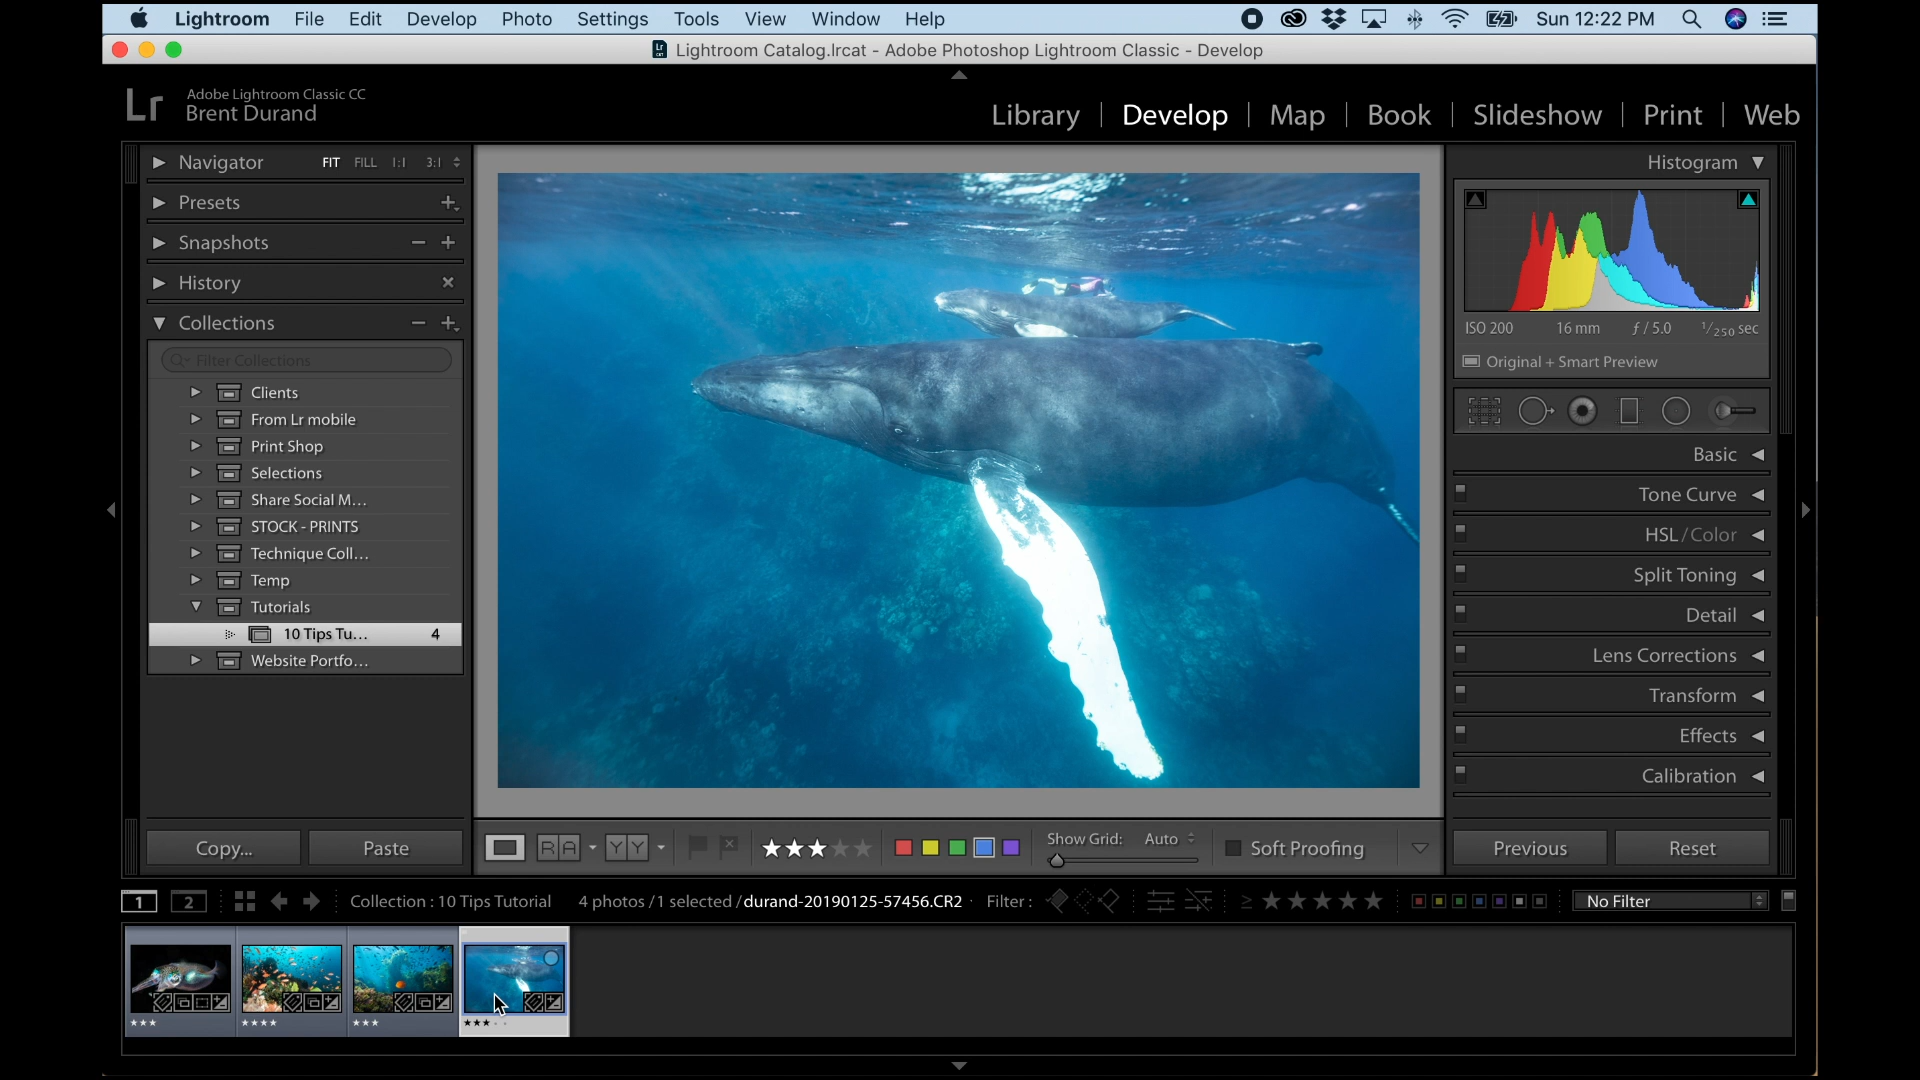 Lightroom File Edit Develop Photo Settings Tools View Window Help Sun 12:22 PM
Lightroom Catalog.lrcat - Adobe Photoshop Lightroom Classic - Develop
Lr Adobe Lightroom Classic CC
Brent Durand
Library | Develop | Map | Book | Slideshow | Print | Web
Navigator FIT FILL 1:1 3:1
Presets
Snapshots
History
Collections
Filter Collections
Clients
From Lr mobile
Print Shop
Selections
Share Social M...
STOCK - PRINTS
Technique Coll...
Temp
Tutorials
10 Tips Tu... 4
Website Portfo...
Copy... Paste
Histogram
ISO 200 16 mm ƒ / 5.0 1/250 sec
Original + Smart Preview
Basic
Tone Curve
HSL / Color
Split Toning
Detail
Lens Corrections
Transform
Effects
Calibration
R A Y Y Show Grid: Auto Soft Proofing
Previous Reset
1 2 Collection : 10 Tips Tutorial 4 photos / 1 selected / durand-20190125-57456.CR2 Filter : No Filter